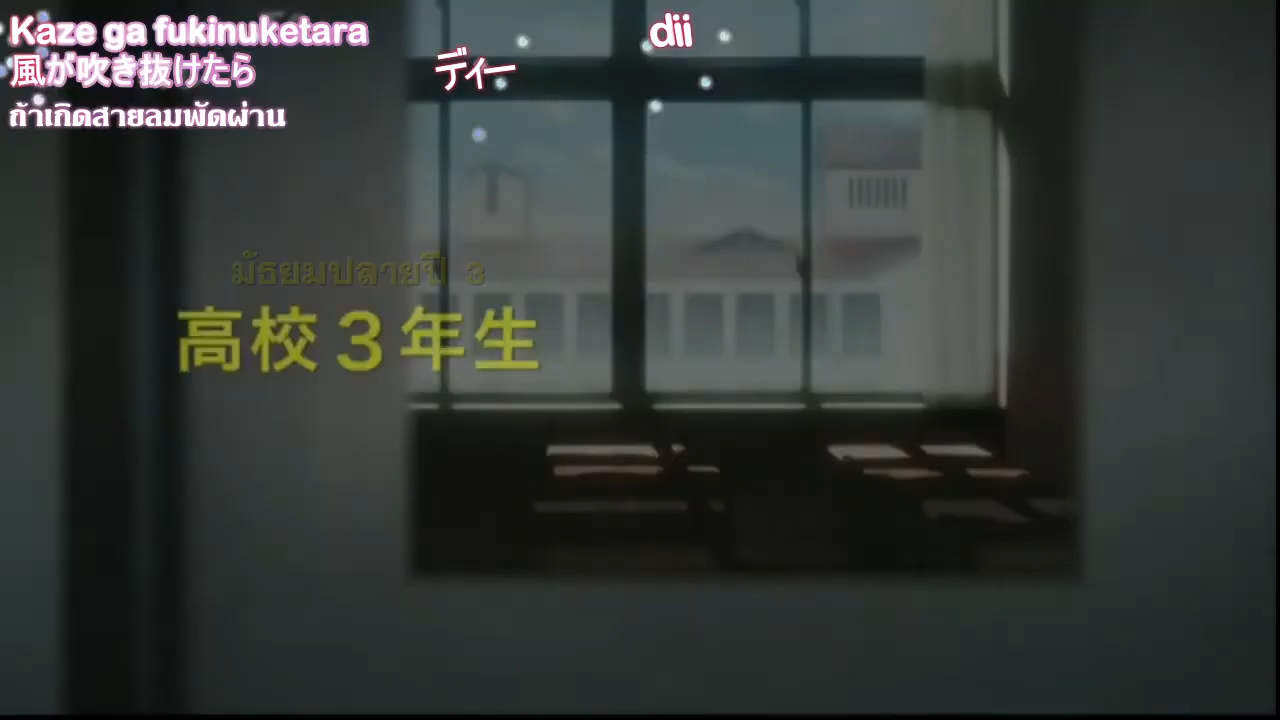 Kaze ga fukinuketara
風が吹き抜けたら
ถ้าเกิดสายลมพัดผ่าน
dii
ディー
มัธยมปลายปี 3
高校３年生